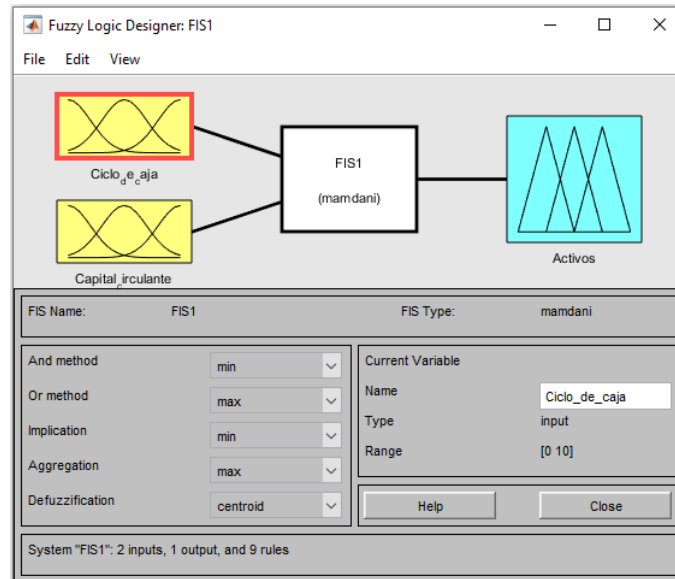 Fuzzy Logic Designer: FIS1
File Edit View
FIS1
(mamdani)
Ciclo_de_caja
Capital_circulante
Activos
FIS Name: FIS1 FIS Type: mamdani
And method min
Or method max
Implication min
Aggregation max
Defuzzification centroid
Current Variable
Name Ciclo_de_caja
Type input
Range [0 10]
Help Close
System "FIS1": 2 inputs, 1 output, and 9 rules